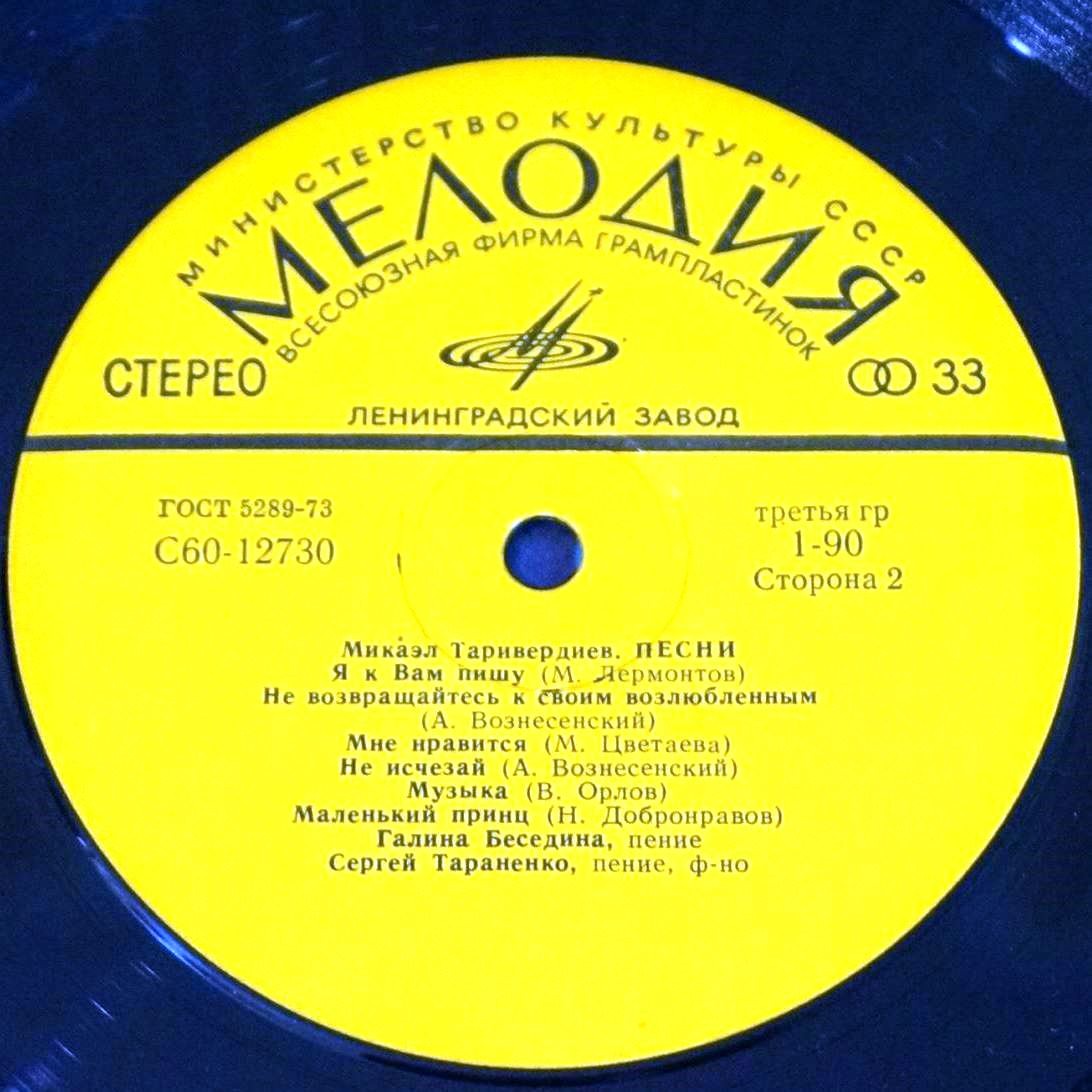 МИНИСТЕРСТВО КУЛЬТУРЫ СССР
МЕЛОДИЯ
ВСЕСОЮЗНАЯ ФИРМА ГРАМПЛАСТИНОК
СТЕРЕО
33
ЛЕНИНГРАДСКИЙ ЗАВОД
ГОСТ 5289-73
С60-12730
третья гр
1-90
Сторона 2
Микаэл Таривердиев. ПЕСНИ
Я к Вам пишу (М. Лермонтов)
Не возвращайтесь к своим возлюбленным
(А. Вознесенский)
Мне нравится (М. Цветаева)
Не исчезай (А. Вознесенский)
Музыка (В. Орлов)
Маленький принц (Н. Добронравов)
Галина Беседина, пение
Сергей Тараненко, пение, ф-но